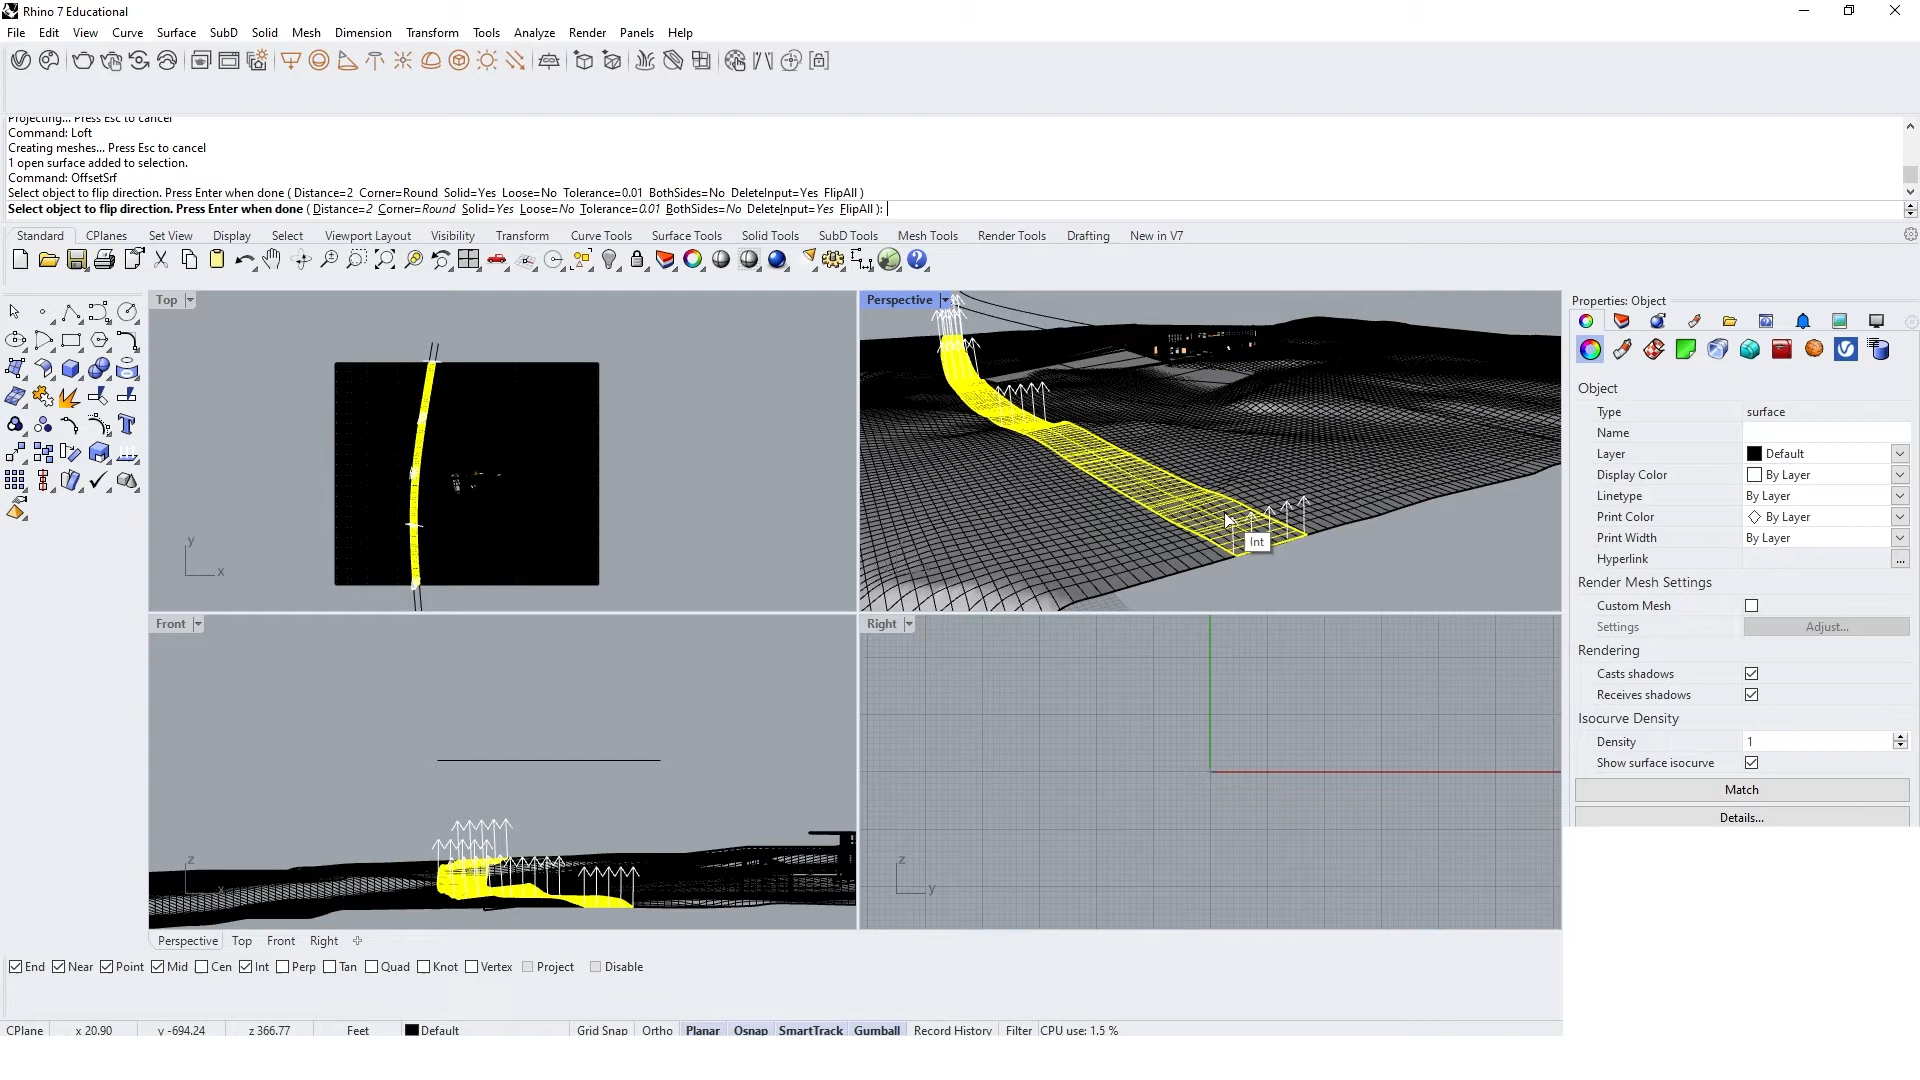 Rhino 7 Educational
File Edit View Curve Surface SubD Solid Mesh Dimension Transform Tools Analyze Render Panels Help
Projecting... Press Esc to cancel
Command: Loft
Creating meshes... Press Esc to cancel
1 open surface added to selection.
Command: OffsetSrf
Select object to flip direction. Press Enter when done ( Distance=2 Corner=Round Solid=Yes Loose=No Tolerance=0.01 BothSides=No DeleteInput=Yes FlipAll )
Select object to flip direction. Press Enter when done ( Distance=2 Corner=Round Solid=Yes Loose=No Tolerance=0.01 BothSides=No DeleteInput=Yes FlipAll ):
Standard CPlanes Set View Display Select Viewport Layout Visibility Transform Curve Tools Surface Tools Solid Tools SubD Tools Mesh Tools Render Tools Drafting New in V7
Top
y
x
Perspective
Int
Front
z
x
Right
z
y
Properties: Object
Object
Type surface
Name
Layer Default
Display Color By Layer
Linetype By Layer
Print Color By Layer
Print Width By Layer
Hyperlink ...
Render Mesh Settings
Custom Mesh
Settings Adjust...
Rendering
Casts shadows
Receives shadows
Isocurve Density
Density 1
Show surface isocurve
Match
Details...
Perspective Top Front Right
End Near Point Mid Cen Int Perp Tan Quad Knot Vertex Project Disable
CPlane x 20.90 y -694.24 z 366.77 Feet Default Grid Snap Ortho Planar Osnap SmartTrack Gumball Record History Filter CPU use: 1.5 %